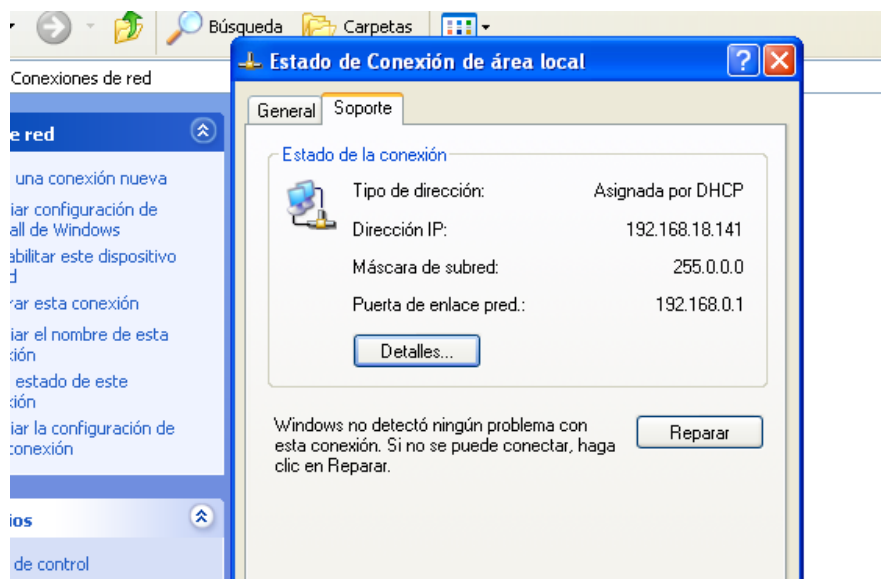 Búsqueda Carpetas
Conexiones de red
Estado de Conexión de área local
General Soporte
Estado de la conexión
Tipo de dirección: Asignada por DHCP
Dirección IP: 192.168.18.141
Máscara de subred: 255.0.0.0
Puerta de enlace pred.: 192.168.0.1
Detalles...
Windows no detectó ningún problema con
esta conexión. Si no se puede conectar, haga
clic en Reparar.
Reparar
e red
una conexión nueva
iar configuración de
all de Windows
abilitar este dispositivo
d
rar esta conexión
iar el nombre de esta
xión
estado de este
xión
iar la configuración de
conexión
ios
de control